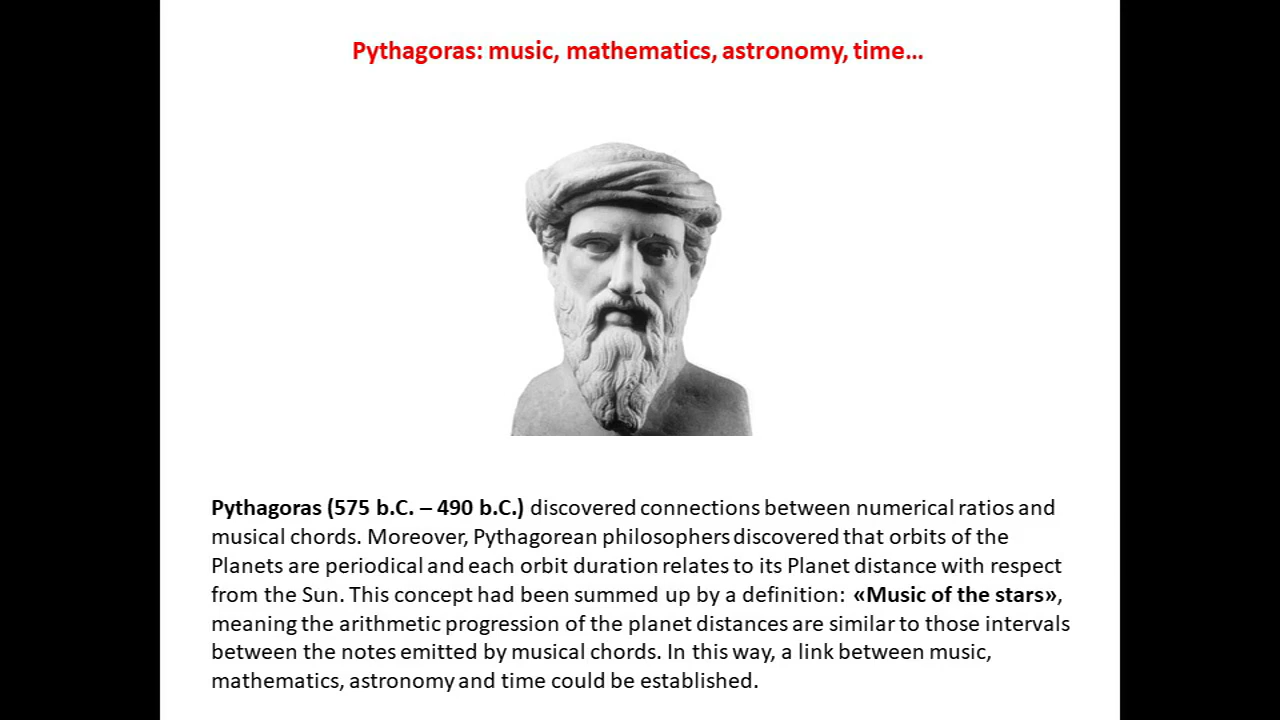 Pythagoras: music, mathematics, astronomy, time...
Pythagoras (575 b.C. – 490 b.C.) discovered connections between numerical ratios and
musical chords. Moreover, Pythagorean philosophers discovered that orbits of the
Planets are periodical and each orbit duration relates to its Planet distance with respect
from the Sun. This concept had been summed up by a definition: «Music of the stars»,
meaning the arithmetic progression of the planet distances are similar to those intervals
between the notes emitted by musical chords. In this way, a link between music,
mathematics, astronomy and time could be established.